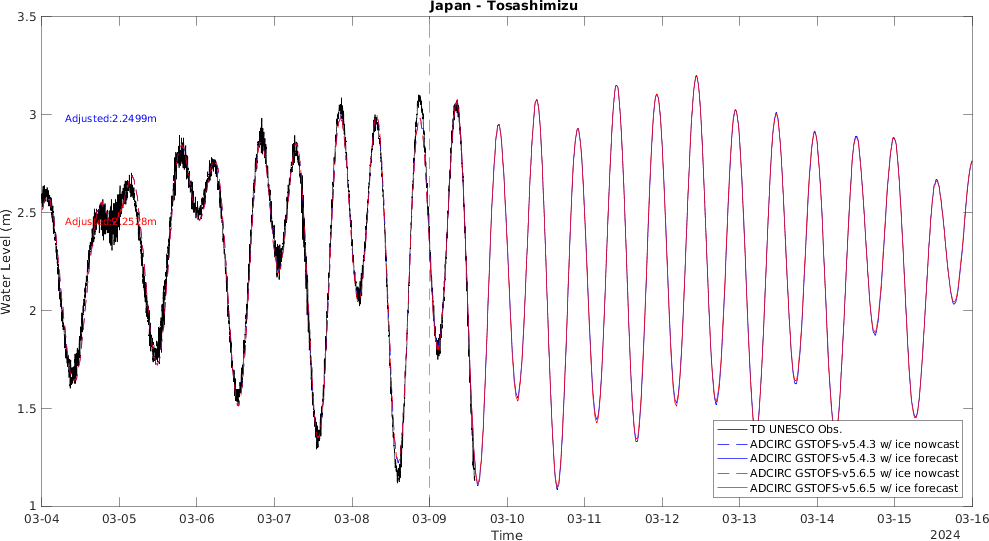 Japan - Tosashimizu
3.5
3
2.5
2
1.5
1
Water Level (m)
Adjusted:2.2499m
Adjusted:2.2528m
TD UNESCO Obs.
ADCIRC GSTOFS-v5.4.3 w/ ice nowcast
ADCIRC GSTOFS-v5.4.3 w/ ice forecast
ADCIRC GSTOFS-v5.6.5 w/ ice nowcast
ADCIRC GSTOFS-v5.6.5 w/ ice forecast
03-04 03-05 03-06 03-07 03-08 03-09 03-10 03-11 03-12 03-13 03-14 03-15 03-16
Time
2024